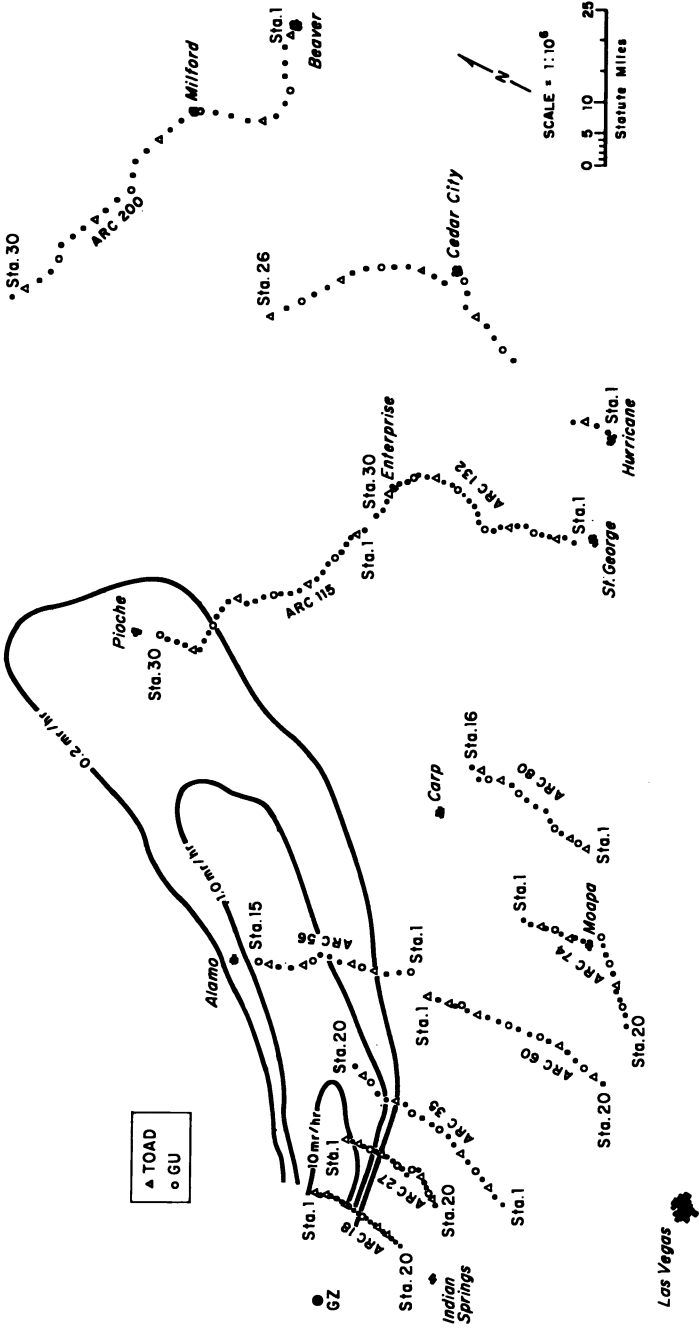 Sta.1
Beaver
Milford
ARC 200
Sta.30
N
SCALE = 1:10⁶
0 5 10 25
Statute Miles
Sta.26
Cedar City
Sta.1
Hurricane
Enterprise
Sta.30
ARC 132
Sta.1
St. George
Sta.1
ARC 115
Pioche
Sta.30
0.2 mr/hr
1.0 mr/hr
Sta.16
Carp
ARC 80
Sta.1
Alamo
Sta.15
ARC 56
Sta.1
Sta.1
Moapa
ARC 74
Sta.20
Sta.1
ARC 60
Sta.20
Sta.20
10 mr/hr
ARC 35
Sta.1
Sta.1
ARC 27
Sta.20
Sta.1
ARC 18
Sta.20
TOAD
GU
GZ
Indian
Springs
Las Vegas